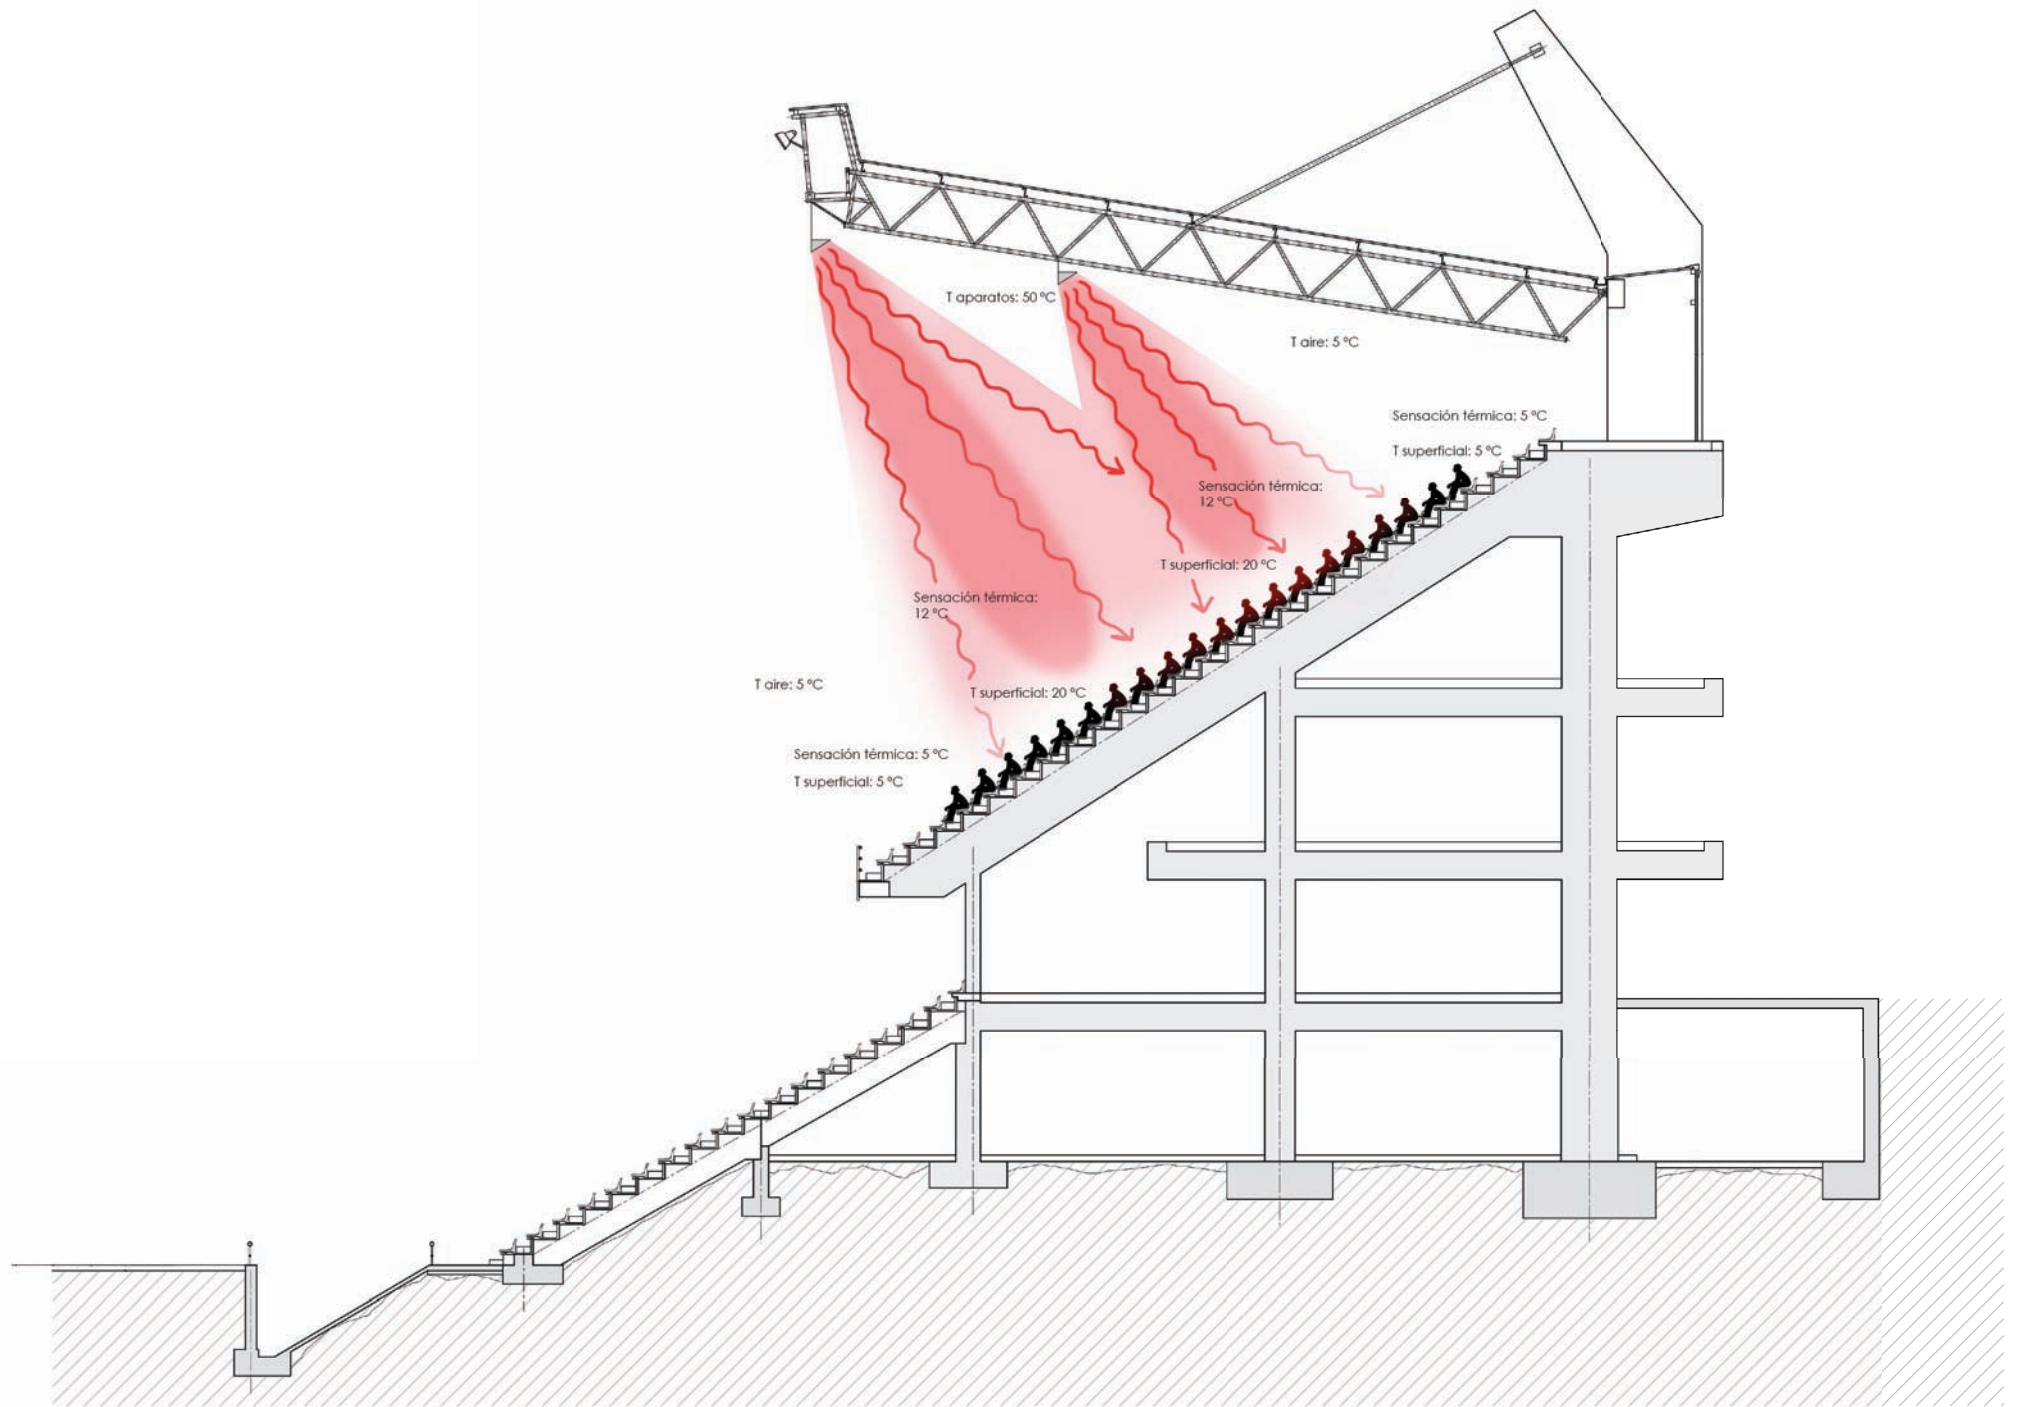 T aparatos: 50 ºC
T aire: 5 ºC
Sensación térmica: 5 ºC
T superficial: 5 ºC
Sensación térmica:
12 ºC
T superficial: 20 ºC
Sensación térmica:
12 ºC
T aire: 5 ºC
T superficial: 20 ºC
Sensación térmica: 5 ºC
T superficial: 5 ºC